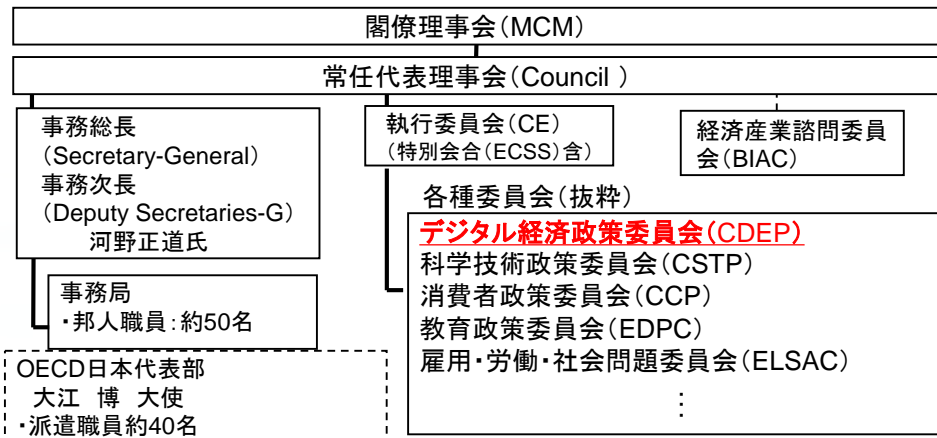 閣僚理事会（MCM）
常任代表理事会（Council ）
事務総長
（Secretary-General）
事務次長
（Deputy Secretaries-G）
河野正道氏
執行委員会（CE）
（特別会合（ECSS）含）
経済産業諮問委員
会（BIAC）
各種委員会（抜粋）
デジタル経済政策委員会（CDEP）
科学技術政策委員会（CSTP）
消費者政策委員会（CCP）
教育政策委員会（EDPC）
雇用・労働・社会問題委員会（ELSAC）
⋮
事務局
・邦人職員：約50名
OECD日本代表部
大江　博　大使
・派遣職員約40名